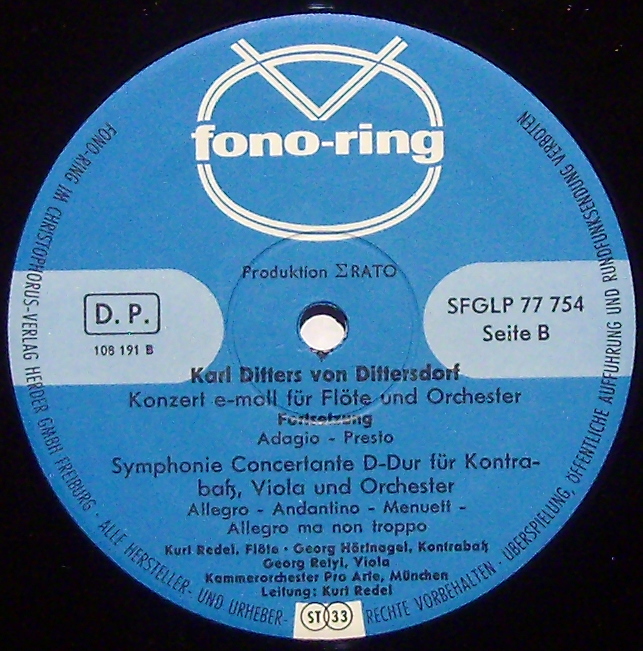 fono-ring
Produktion ΣRATO
D. P.
108 191 B
SFGLP 77 754
Seite B
Karl Ditters von Dittersdorf
Konzert e-moll für Flöte und Orchester
Fortsetzung
Adagio - Presto
Symphonie Concertante D-Dur für Kontra-
baß, Viola und Orchester
Allegro - Andantino - Menuett -
Allegro ma non troppo
Kurt Redel, Flöte · Georg Hörtnagel, Kontrabaß
Georg Retyi, Viola
Kammerorchester Pro Arte, München
Leitung: Kurt Redel
ST 33
FONO-RING IM CHRISTOPHORUS-VERLAG HERDER GMBH FREIBURG · ALLE HERSTELLER- UND URHEBER-RECHTE VORBEHALTEN · ÜBERSPIELUNG, ÖFFENTLICHE AUFFÜHRUNG UND RUNDFUNKSENDUNG VERBOTEN